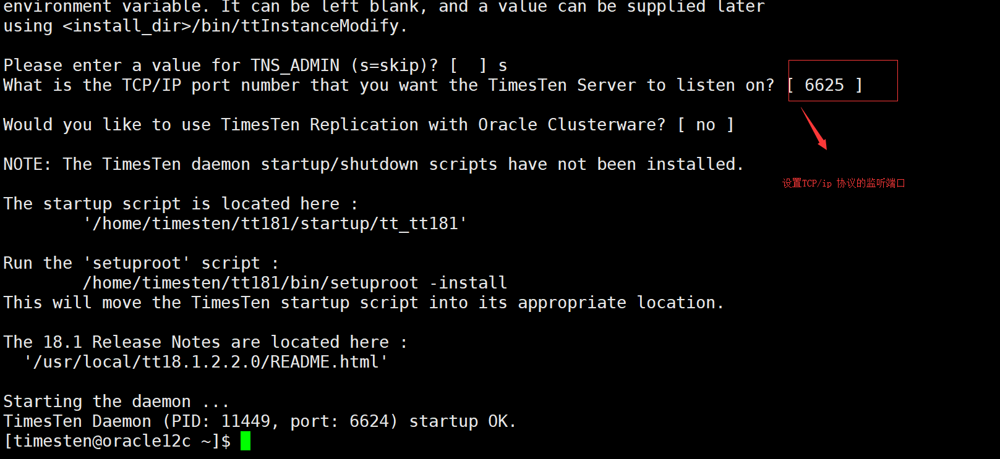 environment variable. It can be left blank, and a value can be supplied later
using <install_dir>/bin/ttInstanceModify.
Please enter a value for TNS_ADMIN (s=skip)? [  ] s
What is the TCP/IP port number that you want the TimesTen Server to listen on? [ 6625 ]
Would you like to use TimesTen Replication with Oracle Clusterware? [ no ]
NOTE: The TimesTen daemon startup/shutdown scripts have not been installed.
设置TCP/ip 协议的监听端口
The startup script is located here :
'/home/timesten/tt181/startup/tt_tt181'
Run the 'setuproot' script :
/home/timesten/tt181/bin/setuproot -install
This will move the TimesTen startup script into its appropriate location.
The 18.1 Release Notes are located here :
'/usr/local/tt18.1.2.2.0/README.html'
Starting the daemon ...
TimesTen Daemon (PID: 11449, port: 6624) startup OK.
[timesten@oracle12c ~]$